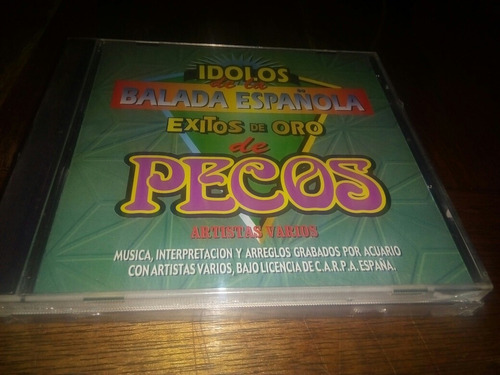 IDOLOS
de la
BALADA ESPAÑOLA
EXITOS DE ORO
de
PECOS
ARTISTAS VARIOS
MUSICA, INTERPRETACION Y ARREGLOS GRABADOS POR ACUARIO
CON ARTISTAS VARIOS, BAJO LICENCIA DE C.A.R.P.A. ESPAÑA.